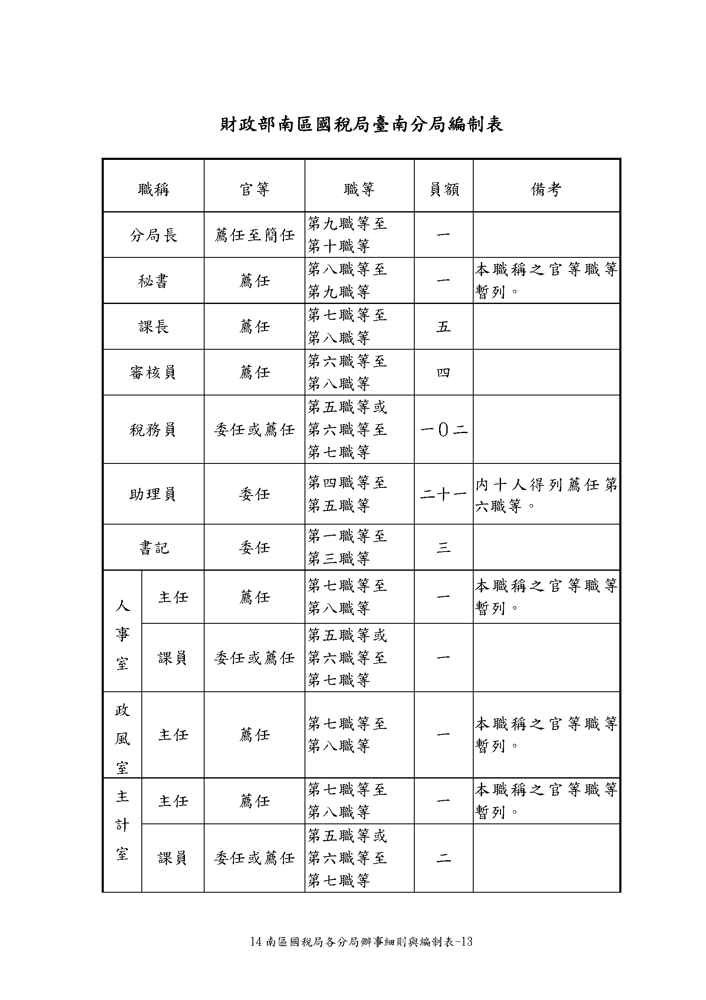 財政部南區國稅局臺南分局編制表
職稱 官等 職等 員額 備考
分局長 薦任至簡任 第九職等至
第十職等 一
秘書 薦任 第八職等至
第九職等 一 本職稱之官等職等
暫列。
課長 薦任 第七職等至
第八職等 五
審核員 薦任 第六職等至
第八職等 四
稅務員 委任或薦任 第五職等或
第六職等至
第七職等 一０二
助理員 委任 第四職等至
第五職等 二十一 內十人得列薦任第
六職等。
書記 委任 第一職等至
第三職等 三
人
事
室
主任 薦任 第七職等至
第八職等 一 本職稱之官等職等
暫列。
課員 委任或薦任 第五職等或
第六職等至
第七職等 一
政
風
室
主任 薦任 第七職等至
第八職等 一 本職稱之官等職等
暫列。
主
計
室
主任 薦任 第七職等至
第八職等 一 本職稱之官等職等
暫列。
課員 委任或薦任 第五職等或
第六職等至
第七職等 二
14 南區國稅局各分局辦事細則與編制表-13